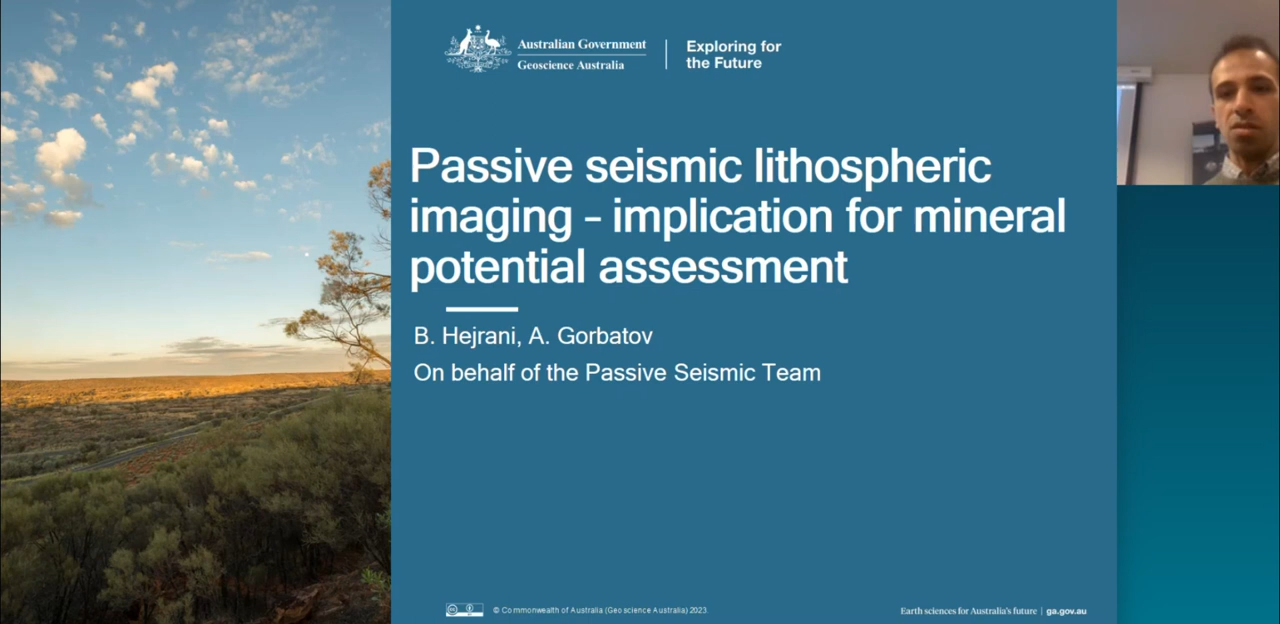 Australian Government
Geoscience Australia
Exploring for
the Future
Passive seismic lithospheric
imaging – implication for mineral
potential assessment
B. Hejrani, A. Gorbatov
On behalf of the Passive Seismic Team
© Commonwealth of Australia (Geoscience Australia) 2023.
Earth sciences for Australia's future | ga.gov.au